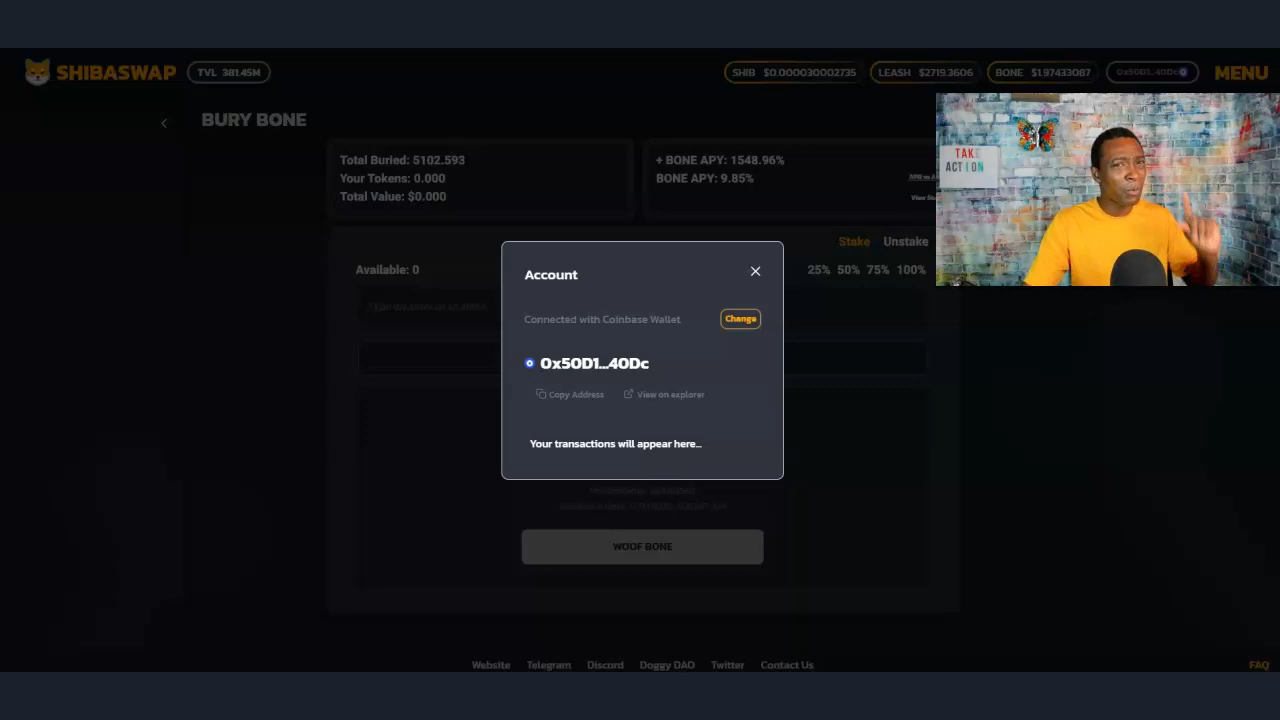 SHIBASWAP TVL 381.45M SHIB $0.000030002735 LEASH $2719.3606 BONE $1.97433087 0x50D1...40Dc MENU
BURY BONE
Total Buried: 5102.593
Your Tokens: 0.000
Total Value: $0.000
+ BONE APY: 1548.96%
BONE APY: 9.85%
View
TAKE
ACTION
Stake Unstake
Available: 0 25% 50% 75% 100%
Account
Connected with Coinbase Wallet Change
0x50D1...40Dc
Copy Address View on explorer
Your transactions will appear here...
WOOF BONE
Website Telegram Discord Doggy DAO Twitter Contact Us FAQ